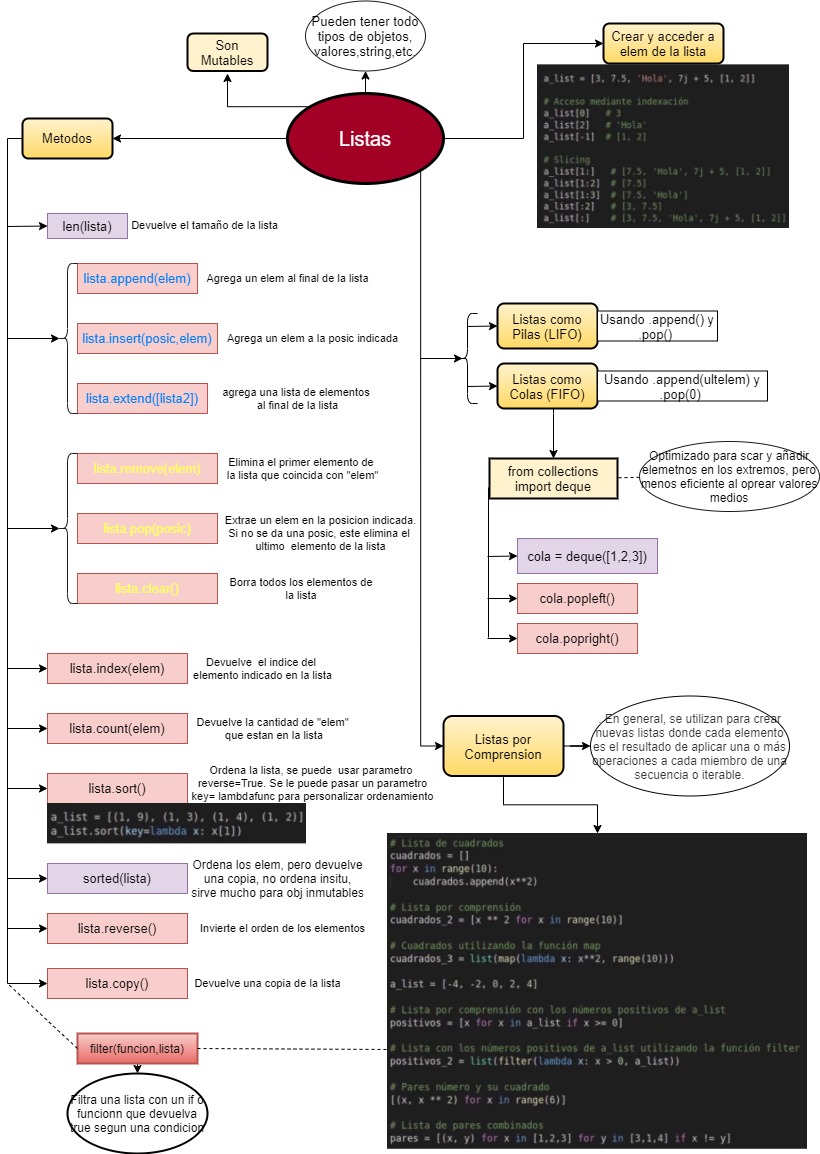 Pueden tener todo
tipos de objetos,
valores,string,etc.
Son
Mutables
Listas
Crear y acceder a
elem de la lista
a_list = [3, 7.5, 'Hola', 7j + 5, [1, 2]]
# Acceso mediante indexación
a_list[0]   # 3
a_list[2]   # 'Hola'
a_list[-1]  # [1, 2]
# Slicing
a_list[1:]   # [7.5, 'Hola', 7j + 5, [1, 2]]
a_list[1:2]  # [7.5]
a_list[1:3]  # [7.5, 'Hola']
a_list[:2]   # [3, 7.5]
a_list[:]    # [3, 7.5, 'Hola', 7j + 5, [1, 2]]
Metodos
len(lista)
Devuelve el tamaño de la lista
lista.append(elem)
Agrega un elem al final de la lista
lista.insert(posic,elem)
Agrega un elem a la posic indicada
lista.extend([lista2])
agrega una lista de elementos
al final de la lista
lista.remove(elem)
Elimina el primer elemento de
la lista que coincida con "elem"
lista.pop(posic)
Extrae un elem en la posicion indicada.
Si no se da una posic, este elimina el
ultimo  elemento de la lista
lista.clear()
Borra todos los elementos de
la lista
lista.index(elem)
Devuelve  el indice del
elemento indicado en la lista
lista.count(elem)
Devuelve la cantidad de "elem"
que estan en la lista
lista.sort()
Ordena la lista, se puede  usar parametro
reverse=True. Se le puede pasar un parametro
key= lambdafunc para personalizar ordenamiento
a_list = [(1, 9), (1, 3), (1, 4), (1, 2)]
a_list.sort(key=lambda x: x[1])
sorted(lista)
Ordena los elem, pero devuelve
una copia, no ordena insitu,
sirve mucho para obj inmutables
lista.reverse()
Invierte el orden de los elementos
lista.copy()
Devuelve una copia de la lista
filter(funcion,lista)
Filtra una lista con un if o
funcionn que devuelva
true segun una condicion
Listas como
Pilas (LIFO)
Usando .append() y
.pop()
Listas como
Colas (FIFO)
Usando .append(ultelem) y
.pop(0)
from collections
import deque
Optimizado para scar y añadir
elemetnos en los extremos, pero
menos eficiente al oprear valores
medios
cola = deque([1,2,3])
cola.popleft()
cola.popright()
Listas por
Comprension
En general, se utilizan para crear
nuevas listas donde cada elemento
es el resultado de aplicar una o más
operaciones a cada miembro de una
secuencia o iterable.
# Lista de cuadrados
cuadrados = []
for x in range(10):
    cuadrados.append(x**2)
# Lista por comprensión
cuadrados_2 = [x ** 2 for x in range(10)]
# Cuadrados utilizando la función map
cuadrados_3 = list(map(lambda x: x**2, range(10)))
a_list = [-4, -2, 0, 2, 4]
# Lista por comprensión con los números positivos de a_list
positivos = [x for x in a_list if x >= 0]
# Lista con los números positivos de a_list utilizando la función filter
positivos_2 = list(filter(lambda x: x > 0, a_list))
# Pares número y su cuadrado
[(x, x ** 2) for x in range(6)]
# Lista de pares combinados
pares = [(x, y) for x in [1,2,3] for y in [3,1,4] if x != y]